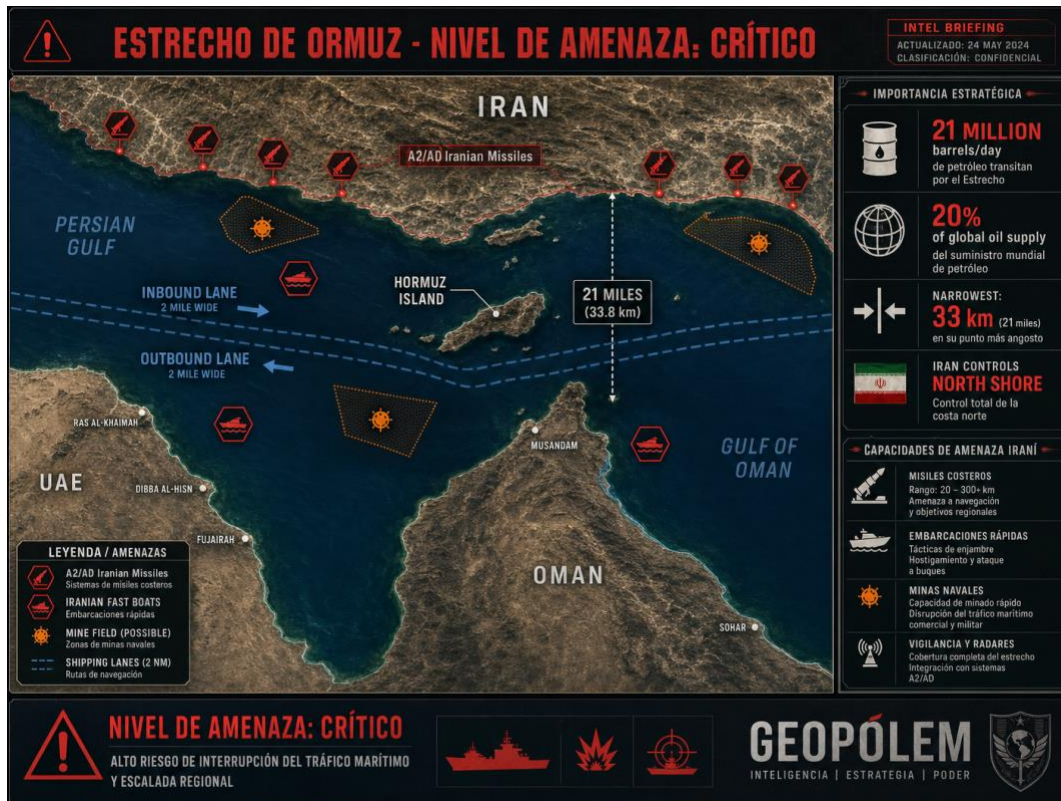 ESTRECHO DE ORMUZ - NIVEL DE AMENAZA: CRÍTICO
INTEL BRIEFING
ACTUALIZADO: 24 MAY 2024
CLASIFICACIÓN: CONFIDENCIAL
IRAN
A2/AD Iranian Missiles
PERSIAN
GULF
HORMUZ
ISLAND
21 MILES
(33.8 km)
INBOUND LANE
2 MILE WIDE
OUTBOUND LANE
2 MILE WIDE
RAS AL-KHAIMAH
MUSANDAM
GULF OF
OMAN
UAE
DIBBA AL-HISN
FUJAIRAH
OMAN
SOHAR
LEYENDA / AMENAZAS
A2/AD Iranian Missiles
Sistemas de misiles costeros
IRANIAN FAST BOATS
Embarcaciones rápidas
MINE FIELD (POSSIBLE)
Zonas de minas navales
SHIPPING LANES (2 NM)
Rutas de navegación
IMPORTANCIA ESTRATÉGICA
21 MILLION
barrels/day
de petróleo transitan
por el Estrecho
20%
of global oil supply
del suministro mundial
de petróleo
NARROWEST:
33 km (21 miles)
en su punto más angosto
IRAN CONTROLS
NORTH SHORE
Control total de la
costa norte
CAPACIDADES DE AMENAZA IRANÍ
MISILES COSTEROS
Rango: 20 – 300+ km
Amenaza a navegación
y objetivos regionales
EMBARCACIONES RÁPIDAS
Tácticas de enjambre
Hostigamiento y ataque
a buques
MINAS NAVALES
Capacidad de minado rápido
Disrupción del tráfico marítimo
comercial y militar
VIGILANCIA Y RADARES
Cobertura completa del estrecho
Integración con sistemas
A2/AD
NIVEL DE AMENAZA: CRÍTICO
ALTO RIESGO DE INTERRUPCIÓN DEL TRÁFICO MARÍTIMO
Y ESCALADA REGIONAL
GEOPÓLEM
INTELIGENCIA | ESTRATEGIA | PODER